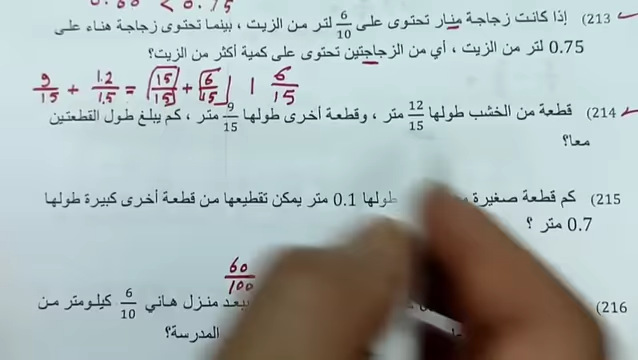 0.60 < 0.75
213) إذا كانت زجاجة منار تحتوى على 6/10 لتر من الزيت ، بينما تحتوى زجاجة هناء على
0.75 لتر من الزيت ، أي من الزجاجتين تحتوى على كمية أكثر من الزيت؟
9/15 + 12/15 = 15/15 + 6/15 | 1 6/15
214) قطعة من الخشب طولها 12/15 متر ، وقطعة أخرى طولها 9/15 متر ، كم يبلغ طول القطعتين
معا؟
215) كم قطعة صغيرة طولها 0.1 متر يمكن تقطيعها من قطعة أخرى كبيرة طولها
0.7 متر ؟
60/100
216) يبعد منزل هاني 6/10 كيلومتر من
المدرسة؟